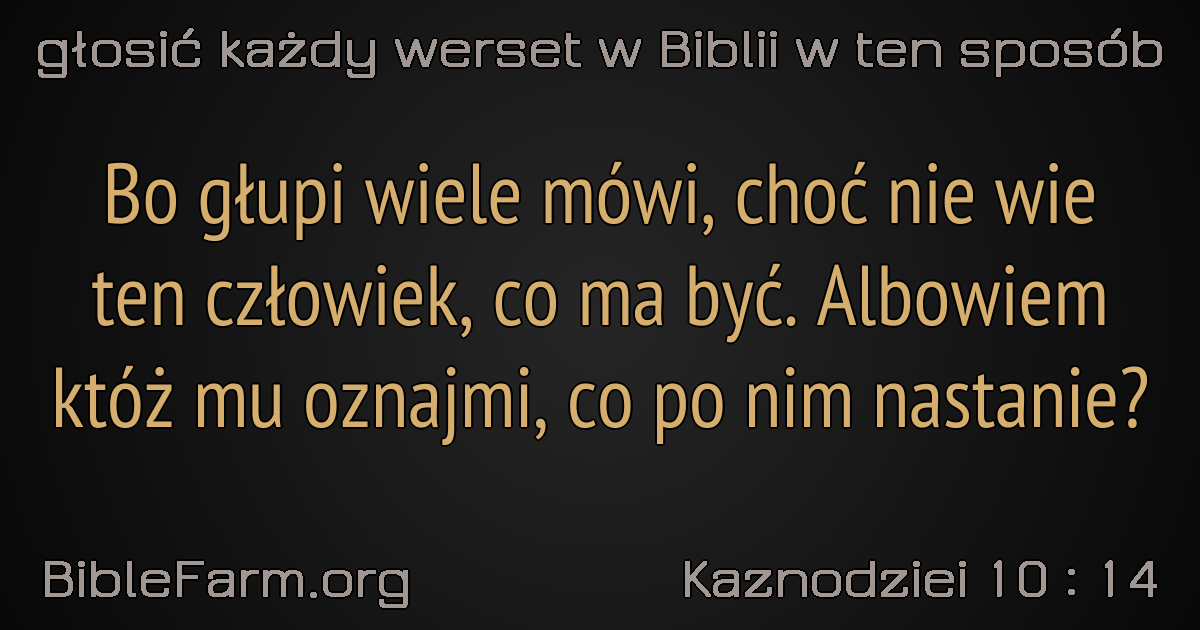 głosić każdy werset w Biblii w ten sposób
Bo głupi wiele mówi, choć nie wie
ten człowiek, co ma być. Albowiem
któż mu oznajmi, co po nim nastanie?
BibleFarm.org
Kaznodziei 10 : 14